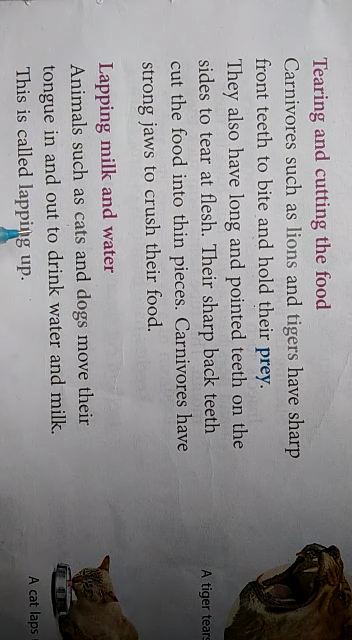 Tearing and cutting the food
Carnivores such as lions and tigers have sharp
front teeth to bite and hold their prey.
They also have long and pointed teeth on the
sides to tear at flesh. Their sharp back teeth
cut the food into thin pieces. Carnivores have
strong jaws to crush their food.
A tiger tears
Lapping milk and water
Animals such as cats and dogs move their
tongue in and out to drink water and milk.
This is called lapping up.
A cat laps